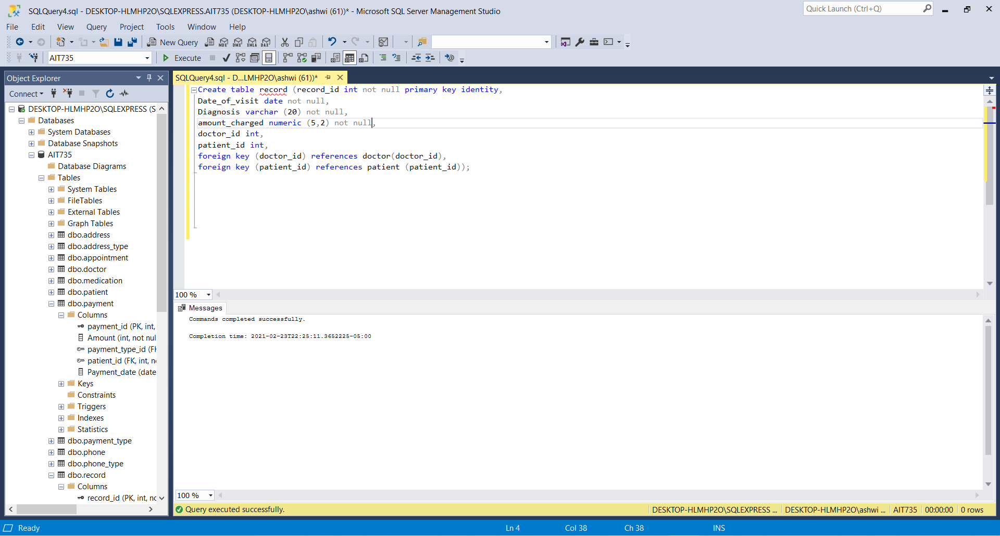 SQLQuery4.sql - DESKTOP-HLMHP2O\SQLEXPRESS.AIT735 (DESKTOP-HLMHP2O\ashwi (61))* - Microsoft SQL Server Management Studio
Quick Launch (Ctrl+Q)
File Edit View Query Project Tools Window Help
New Query MDX DMX XMLA DAX
AIT735 Execute
Object Explorer
Connect
DESKTOP-HLMHP2O\SQLEXPRESS (S
Databases
System Databases
Database Snapshots
AIT735
Database Diagrams
Tables
System Tables
FileTables
External Tables
Graph Tables
dbo.address
dbo.address_type
dbo.appointment
dbo.doctor
dbo.medication
dbo.patient
dbo.payment
Columns
payment_id (PK, int,
Amount (int, not nul
payment_type_id (FK
patient_id (FK, int, no
Payment_date (date
Keys
Constraints
Triggers
Indexes
Statistics
dbo.payment_type
dbo.phone
dbo.phone_type
dbo.record
Columns
record_id (PK, int, no
SQLQuery4.sql - D...LMHP2O\ashwi (61))*
Create table record (record_id int not null primary key identity,
Date_of_visit date not null,
Diagnosis varchar (20) not null,
amount_charged numeric (5,2) not null,
doctor_id int,
patient_id int,
foreign key (doctor_id) references doctor(doctor_id),
foreign key (patient_id) references patient (patient_id));
100 %
Messages
Commands completed successfully.
Completion time: 2021-02-23T22:25:11.3652225-05:00
100 %
Query executed successfully.
DESKTOP-HLMHP2O\SQLEXPRESS ... DESKTOP-HLMHP2O\ashwi ... AIT735 00:00:00 0 rows
Ready Ln 4 Col 38 Ch 38 INS